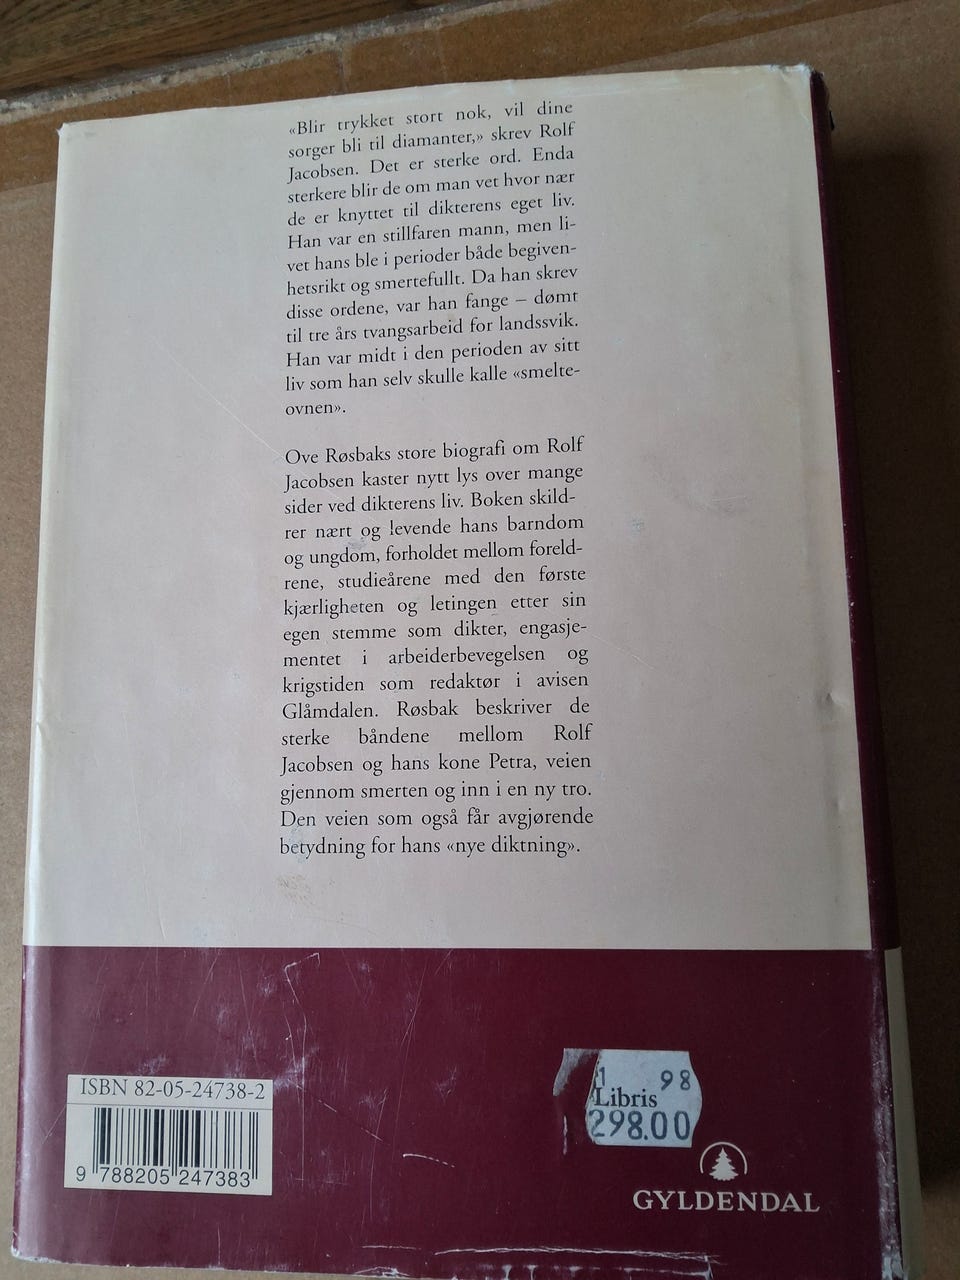 «Blir trykket stort nok, vil dine
sorger bli til diamanter,» skrev Rolf
Jacobsen. Det er sterke ord. Enda
sterkere blir de om man vet hvor nær
de er knyttet til dikterens eget liv.
Han var en stillfaren mann, men li-
vet hans ble i perioder både begiven-
hetsrikt og smertefullt. Da han skrev
disse ordene, var han fange – dømt
til tre års tvangsarbeid for landssvik.
Han var midt i den perioden av sitt
liv som han selv skulle kalle «smelte-
ovnen».
Ove Røsbaks store biografi om Rolf
Jacobsen kaster nytt lys over mange
sider ved dikterens liv. Boken skild-
rer nært og levende hans barndom
og ungdom, forholdet mellom foreld-
rene, studieårene med den første
kjærligheten og letingen etter sin
egen stemme som dikter, engasje-
mentet i arbeiderbevegelsen og
krigstiden som redaktør i avisen
Glåmdalen. Røsbak beskriver de
sterke båndene mellom Rolf
Jacobsen og hans kone Petra, veien
gjennom smerten og inn i en ny tro.
Den veien som også får avgjørende
betydning for hans «nye diktning».
ISBN 82-05-24738-2
9 788205 247383
1 98
Libris
298.00
GYLDENDAL